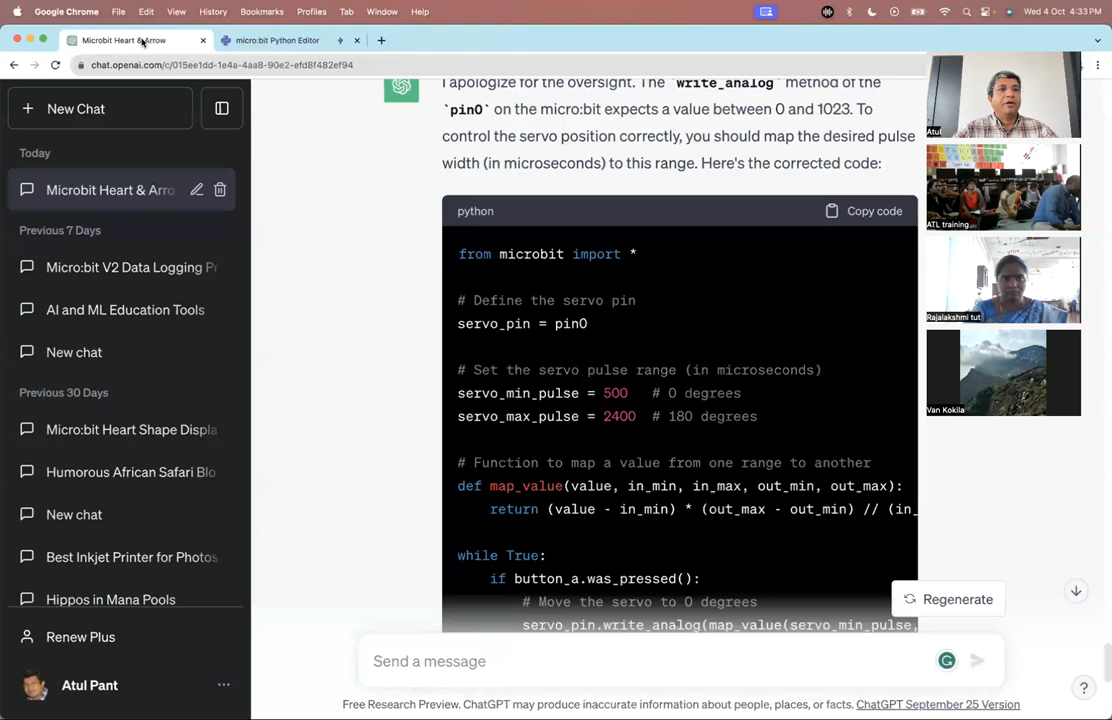 Google Chrome File Edit View History Bookmarks Profiles Tab Window Help Wed 4 Oct 4:33 PM
Microbit Heart & Arrow micro:bit Python Editor
chat.openai.com/c/015ee1dd-1e4a-4aa8-90e2-efd8f482ef94
New Chat
Today
Microbit Heart & Arro
Previous 7 Days
Micro:bit V2 Data Logging Pr
AI and ML Education Tools
New chat
Previous 30 Days
Micro:bit Heart Shape Displa
Humorous African Safari Blo
New chat
Best Inkjet Printer for Photos
Hippos in Mana Pools
Renew Plus
Atul Pant
I apologize for the oversight. The `write_analog` method of the
`pin0` on the micro:bit expects a value between 0 and 1023. To
control the servo position correctly, you should map the desired pulse
width (in microseconds) to this range. Here's the corrected code:
python Copy code
from microbit import *
# Define the servo pin
servo_pin = pin0
# Set the servo pulse range (in microseconds)
servo_min_pulse = 500 # 0 degrees
servo_max_pulse = 2400 # 180 degrees
# Function to map a value from one range to another
def map_value(value, in_min, in_max, out_min, out_max):
return (value - in_min) * (out_max - out_min) // (in_
while True:
if button_a.was_pressed():
# Move the servo to 0 degrees
servo_pin.write_analog(map_value(servo_min_pulse,
Regenerate
Send a message
Free Research Preview. ChatGPT may produce inaccurate information about people, places, or facts. ChatGPT September 25 Version
Atul
ATL training
Rajalakshmi tut
Van Kokila